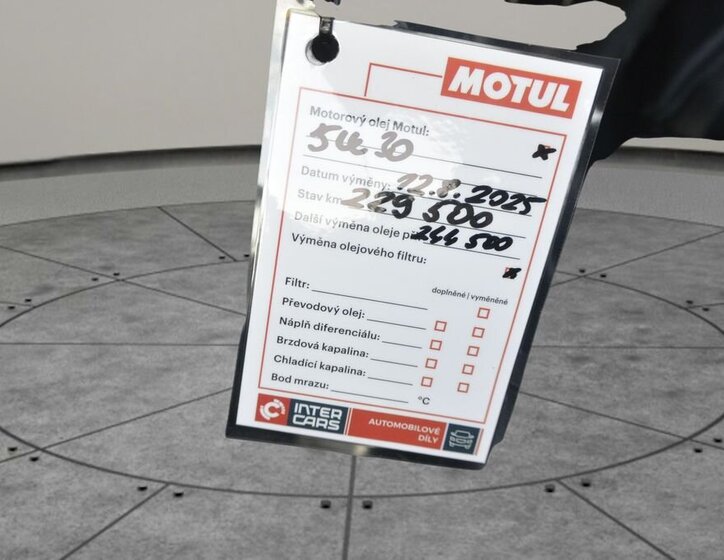 MOTUL
Motorový olej Motul:
5W30
Datum výměny: 12.8.2025
Stav km 229 500
Další výměna oleje př 244 500
Výměna olejového filtru:
doplněné | vyměněné
Filtr:
Převodový olej:
Náplň diferenciálu:
Brzdová kapalina:
Chladící kapalina:
Bod mrazu: °C
INTER CARS
AUTOMOBILOVÉ DÍLY